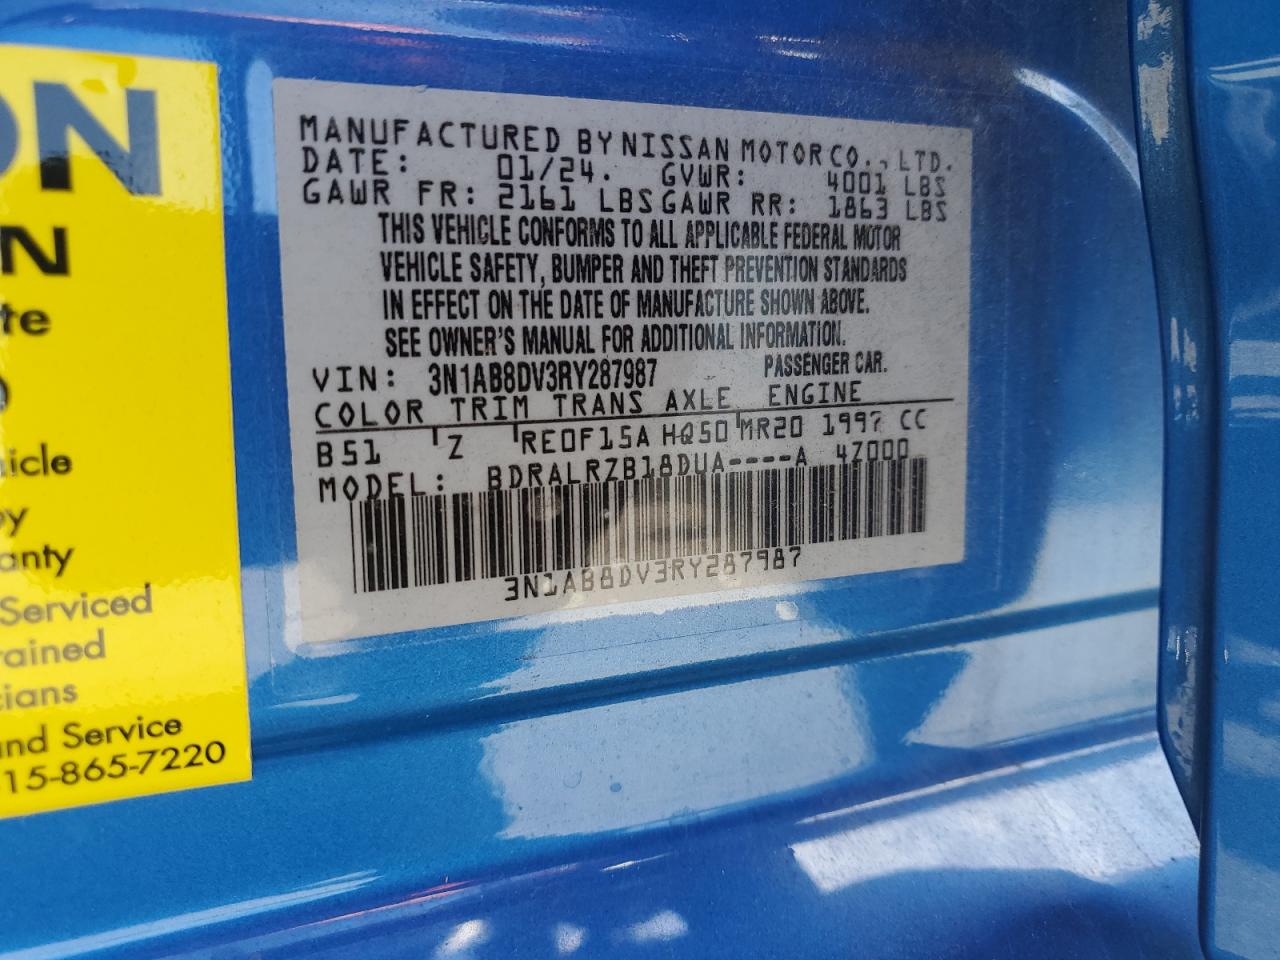 ON
N
te
icle
by
anty
Serviced
rained
cians
and Service
15-865-7220
MANUFACTURED BY NISSAN MOTOR CO., LTD.
DATE: 01/24. GVWR: 4001 LBS
GAWR FR: 2161 LBS GAWR RR: 1863 LBS
THIS VEHICLE CONFORMS TO ALL APPLICABLE FEDERAL MOTOR
VEHICLE SAFETY, BUMPER AND THEFT PREVENTION STANDARDS
IN EFFECT ON THE DATE OF MANUFACTURE SHOWN ABOVE.
SEE OWNER'S MANUAL FOR ADDITIONAL INFORMATION.
VIN: 3N1AB8DV3RY287987 PASSENGER CAR.
COLOR TRIM TRANS AXLE ENGINE
B51 Z RE0F15A HQ50 MR20 1997 CC
MODEL: BDRALRZB18DUA----A 4Z000
3N1AB8DV3RY287987